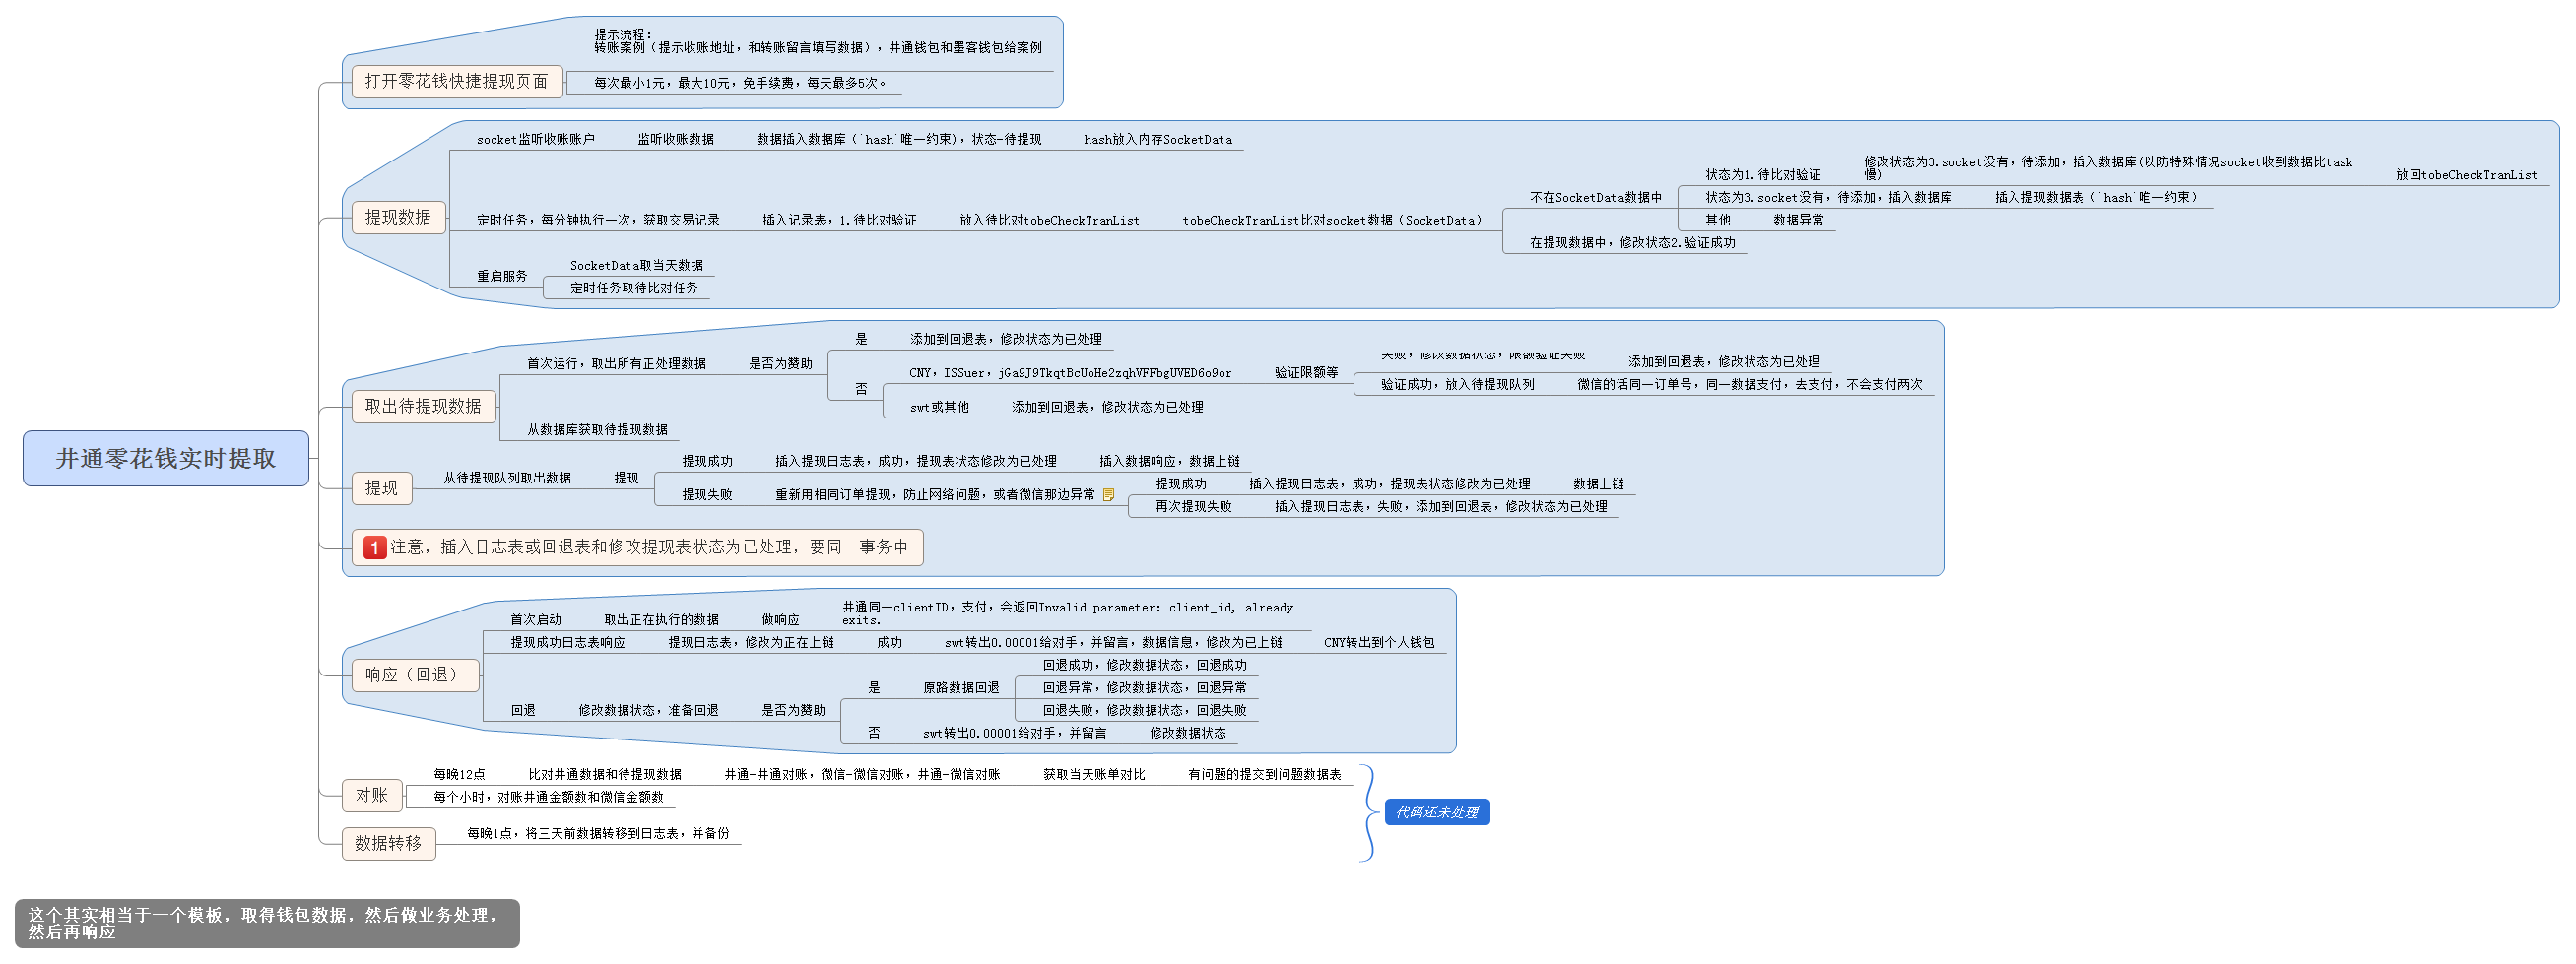 井通零花钱实时提取
打开零花钱快捷提现页面
提示流程：
转账案例（提示收账地址，和转账留言填写数据），井通钱包和墨客钱包给案例
每次最小1元，最大10元，免手续费，每天最多5次。
提现数据
socket监听收账账户
监听收账数据
数据插入数据库（`hash`唯一约束），状态-待提现
hash放入内存SocketData
定时任务，每分钟执行一次，获取交易记录
插入记录表，1.待比对验证
放入待比对tobeCheckTranList
tobeCheckTranList比对socket数据（SocketData）
不在SocketData数据中
状态为1.待比对验证
修改状态为3.socket没有，待添加，插入数据库(以防特殊情况socket收到数据比task
慢)
放回tobeCheckTranList
状态为3.socket没有，待添加，插入数据库
插入提现数据表（`hash`唯一约束）
其他
数据异常
在提现数据中，修改状态2.验证成功
重启服务
SocketData取当天数据
定时任务取待比对任务
取出待提现数据
首次运行，取出所有正处理数据
是否为赞助
是
添加到回退表，修改状态为已处理
否
CNY，ISSuer，jGa9J9TkqtBcUoHe2zqhVFFbgUVED6o9or
验证限额等
失败，修改数据状态，限额验证失败
添加到回退表，修改状态为已处理
验证成功，放入待提现队列
微信的话同一订单号，同一数据支付，去支付，不会支付两次
swt或其他
添加到回退表，修改状态为已处理
从数据库获取待提现数据
提现
从待提现队列取出数据
提现
提现成功
插入提现日志表，成功，提现表状态修改为已处理
插入数据响应，数据上链
提现失败
重新用相同订单提现，防止网络问题，或者微信那边异常
提现成功
插入提现日志表，成功，提现表状态修改为已处理
数据上链
再次提现失败
插入提现日志表，失败，添加到回退表，修改状态为已处理
1 注意，插入日志表或回退表和修改提现表状态为已处理，要同一事务中
响应（回退）
首次启动
取出正在执行的数据
做响应
井通同一clientID，支付，会返回Invalid parameter: client_id, already
exits.
提现成功日志表响应
提现日志表，修改为正在上链
成功
swt转出0.00001给对手，并留言，数据信息，修改为已上链
CNY转出到个人钱包
回退
修改数据状态，准备回退
是否为赞助
是
原路数据回退
回退成功，修改数据状态，回退成功
回退异常，修改数据状态，回退异常
回退失败，修改数据状态，回退失败
否
swt转出0.00001给对手，并留言
修改数据状态
对账
每晚12点
比对井通数据和待提现数据
井通-井通对账，微信-微信对账，井通-微信对账
获取当天账单对比
有问题的提交到问题数据表
每个小时，对账井通金额数和微信金额数
数据转移
每晚1点，将三天前数据转移到日志表，并备份
代码还未处理
这个其实相当于一个模板，取得钱包数据，然后做业务处理，
然后再响应